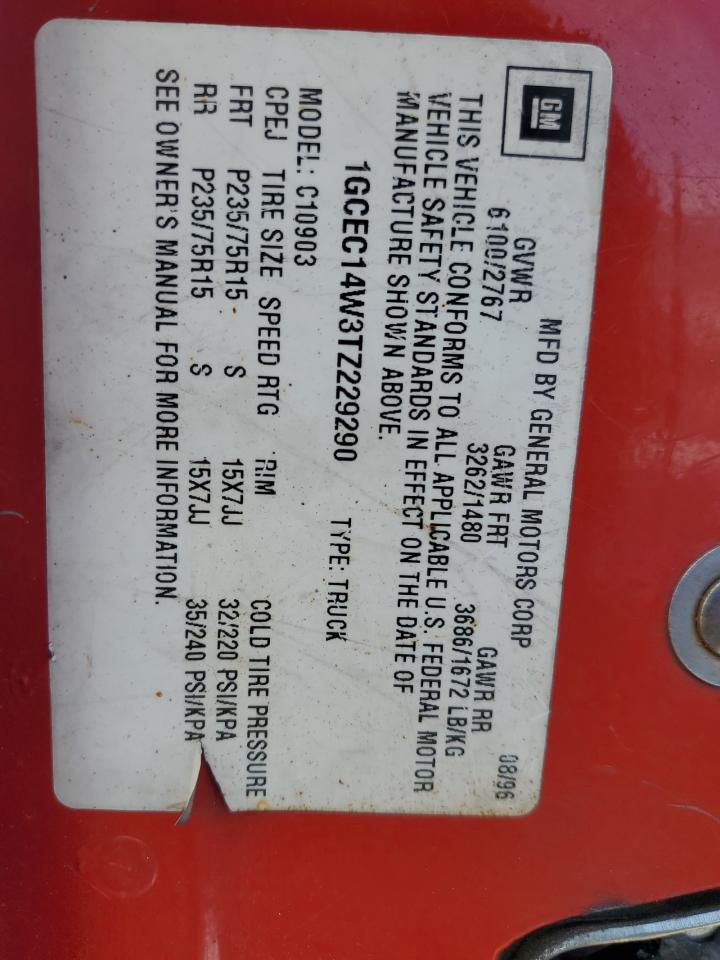 GM
MFD BY GENERAL MOTORS CORP 08/96
GVWR GAWR FRT GAWR RR
6100/2767 3262/1480 3686/1672 LB/KG
THIS VEHICLE CONFORMS TO ALL APPLICABLE U.S. FEDERAL MOTOR
VEHICLE SAFETY STANDARDS IN EFFECT ON THE DATE OF
MANUFACTURE SHOWN ABOVE.
1GCEC14W3TZ229290 TYPE: TRUCK
MODEL: C10903
CPEJ TIRE SIZE SPEED RTG RIM COLD TIRE PRESSURE
FRT P235/75R15 S 15X7JJ 32/220 PSI/KPA
RR P235/75R15 S 15X7JJ 35/240 PSI/KPA
SEE OWNER'S MANUAL FOR MORE INFORMATION.